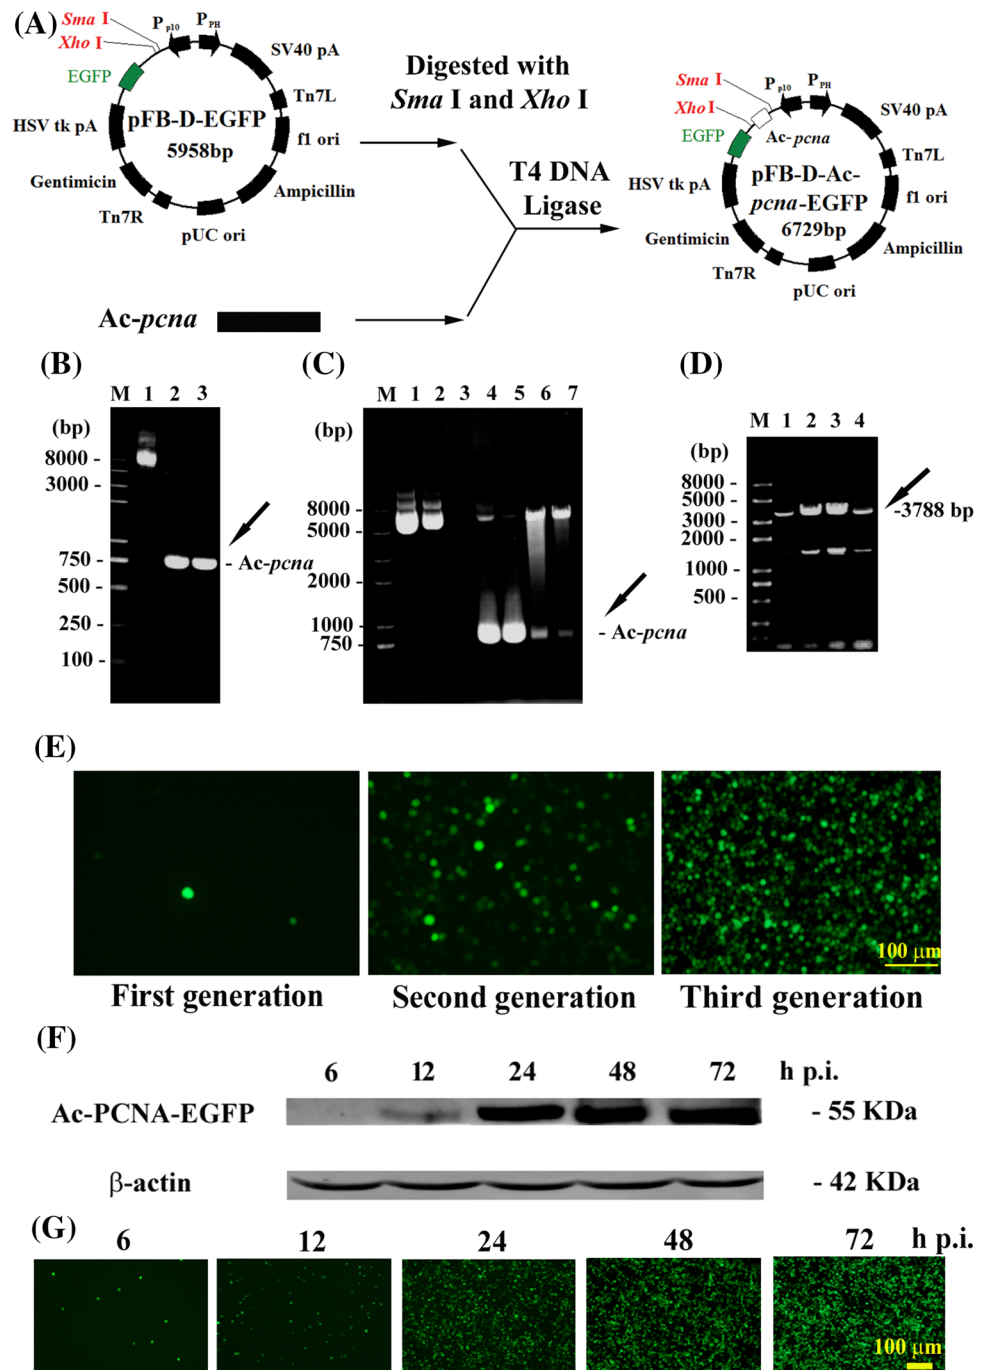 (A)
Sma I
Xho I
P p10
P PH
EGFP
SV40 pA
Tn7L
HSV tk pA
pFB-D-EGFP
5958bp
f1 ori
Gentimicin
Ampicillin
Tn7R
pUC ori
Digested with
Sma I and Xho I
T4 DNA
Ligase
Ac-pcna
Sma I
Xho I
P p10
P PH
EGFP
Ac-pcna
SV40 pA
Tn7L
HSV tk pA
pFB-D-Ac-
pcna-EGFP
6729bp
f1 ori
Gentimicin
Ampicillin
Tn7R
pUC ori
(B)
M 1 2 3
(bp)
8000 -
3000 -
750 -
500 -
250 -
100 -
- Ac-pcna
(C)
M 1 2 3 4 5 6 7
(bp)
8000 -
5000 -
2000 -
1000 -
750 -
- Ac-pcna
(D)
M 1 2 3 4
(bp)
8000 -
5000 -
3000 -
2000 -
1000 -
500 -
-3788 bp
(E)
100 μm
First generation
Second generation
Third generation
(F)
6 12 24 48 72 h p.i.
Ac-PCNA-EGFP
- 55 KDa
β-actin
- 42 KDa
(G)
6 12 24 48 72 h p.i.
100 μm